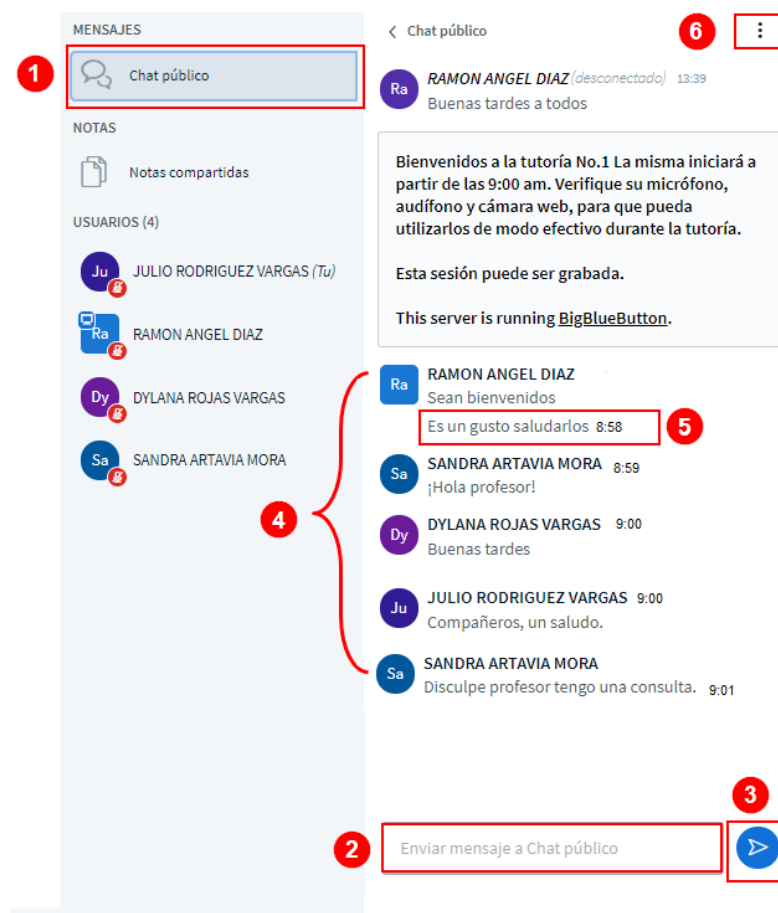 MENSAJES
1
Chat público
NOTAS
Notas compartidas
USUARIOS (4)
Ju
JULIO RODRIGUEZ VARGAS (Tu)
Ra
RAMON ANGEL DIAZ
Dy
DYLANA ROJAS VARGAS
Sa
SANDRA ARTAVIA MORA
Chat público
6
Ra
RAMON ANGEL DIAZ (desconectado) 13:39
Buenas tardes a todos
Bienvenidos a la tutoría No.1 La misma iniciará a
partir de las 9:00 am. Verifique su micrófono,
audífono y cámara web, para que pueda
utilizarlos de modo efectivo durante la tutoría.
Esta sesión puede ser grabada.
This server is running BigBlueButton.
4
Ra
RAMON ANGEL DIAZ
Sean bienvenidos
Es un gusto saludarlos 8:58
5
Sa
SANDRA ARTAVIA MORA 8:59
¡Hola profesor!
Dy
DYLANA ROJAS VARGAS 9:00
Buenas tardes
Ju
JULIO RODRIGUEZ VARGAS 9:00
Compañeros, un saludo.
Sa
SANDRA ARTAVIA MORA
Disculpe profesor tengo una consulta. 9:01
3
2
Enviar mensaje a Chat público